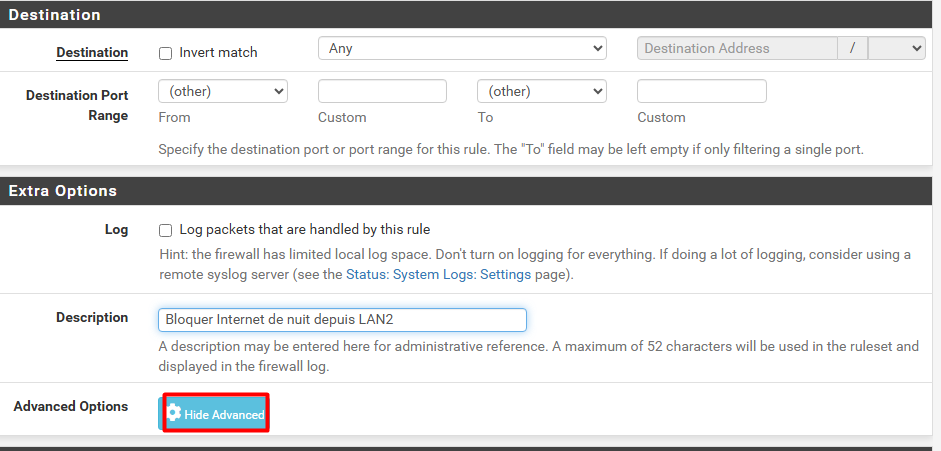 Destination
Destination Invert match Any Destination Address /
Destination Port Range (other) (other)
From Custom To Custom
Specify the destination port or port range for this rule. The "To" field may be left empty if only filtering a single port.
Extra Options
Log Log packets that are handled by this rule
Hint: the firewall has limited local log space. Don't turn on logging for everything. If doing a lot of logging, consider using a
remote syslog server (see the Status: System Logs: Settings page).
Description Bloquer Internet de nuit depuis LAN2
A description may be entered here for administrative reference. A maximum of 52 characters will be used in the ruleset and
displayed in the firewall log.
Advanced Options Hide Advanced